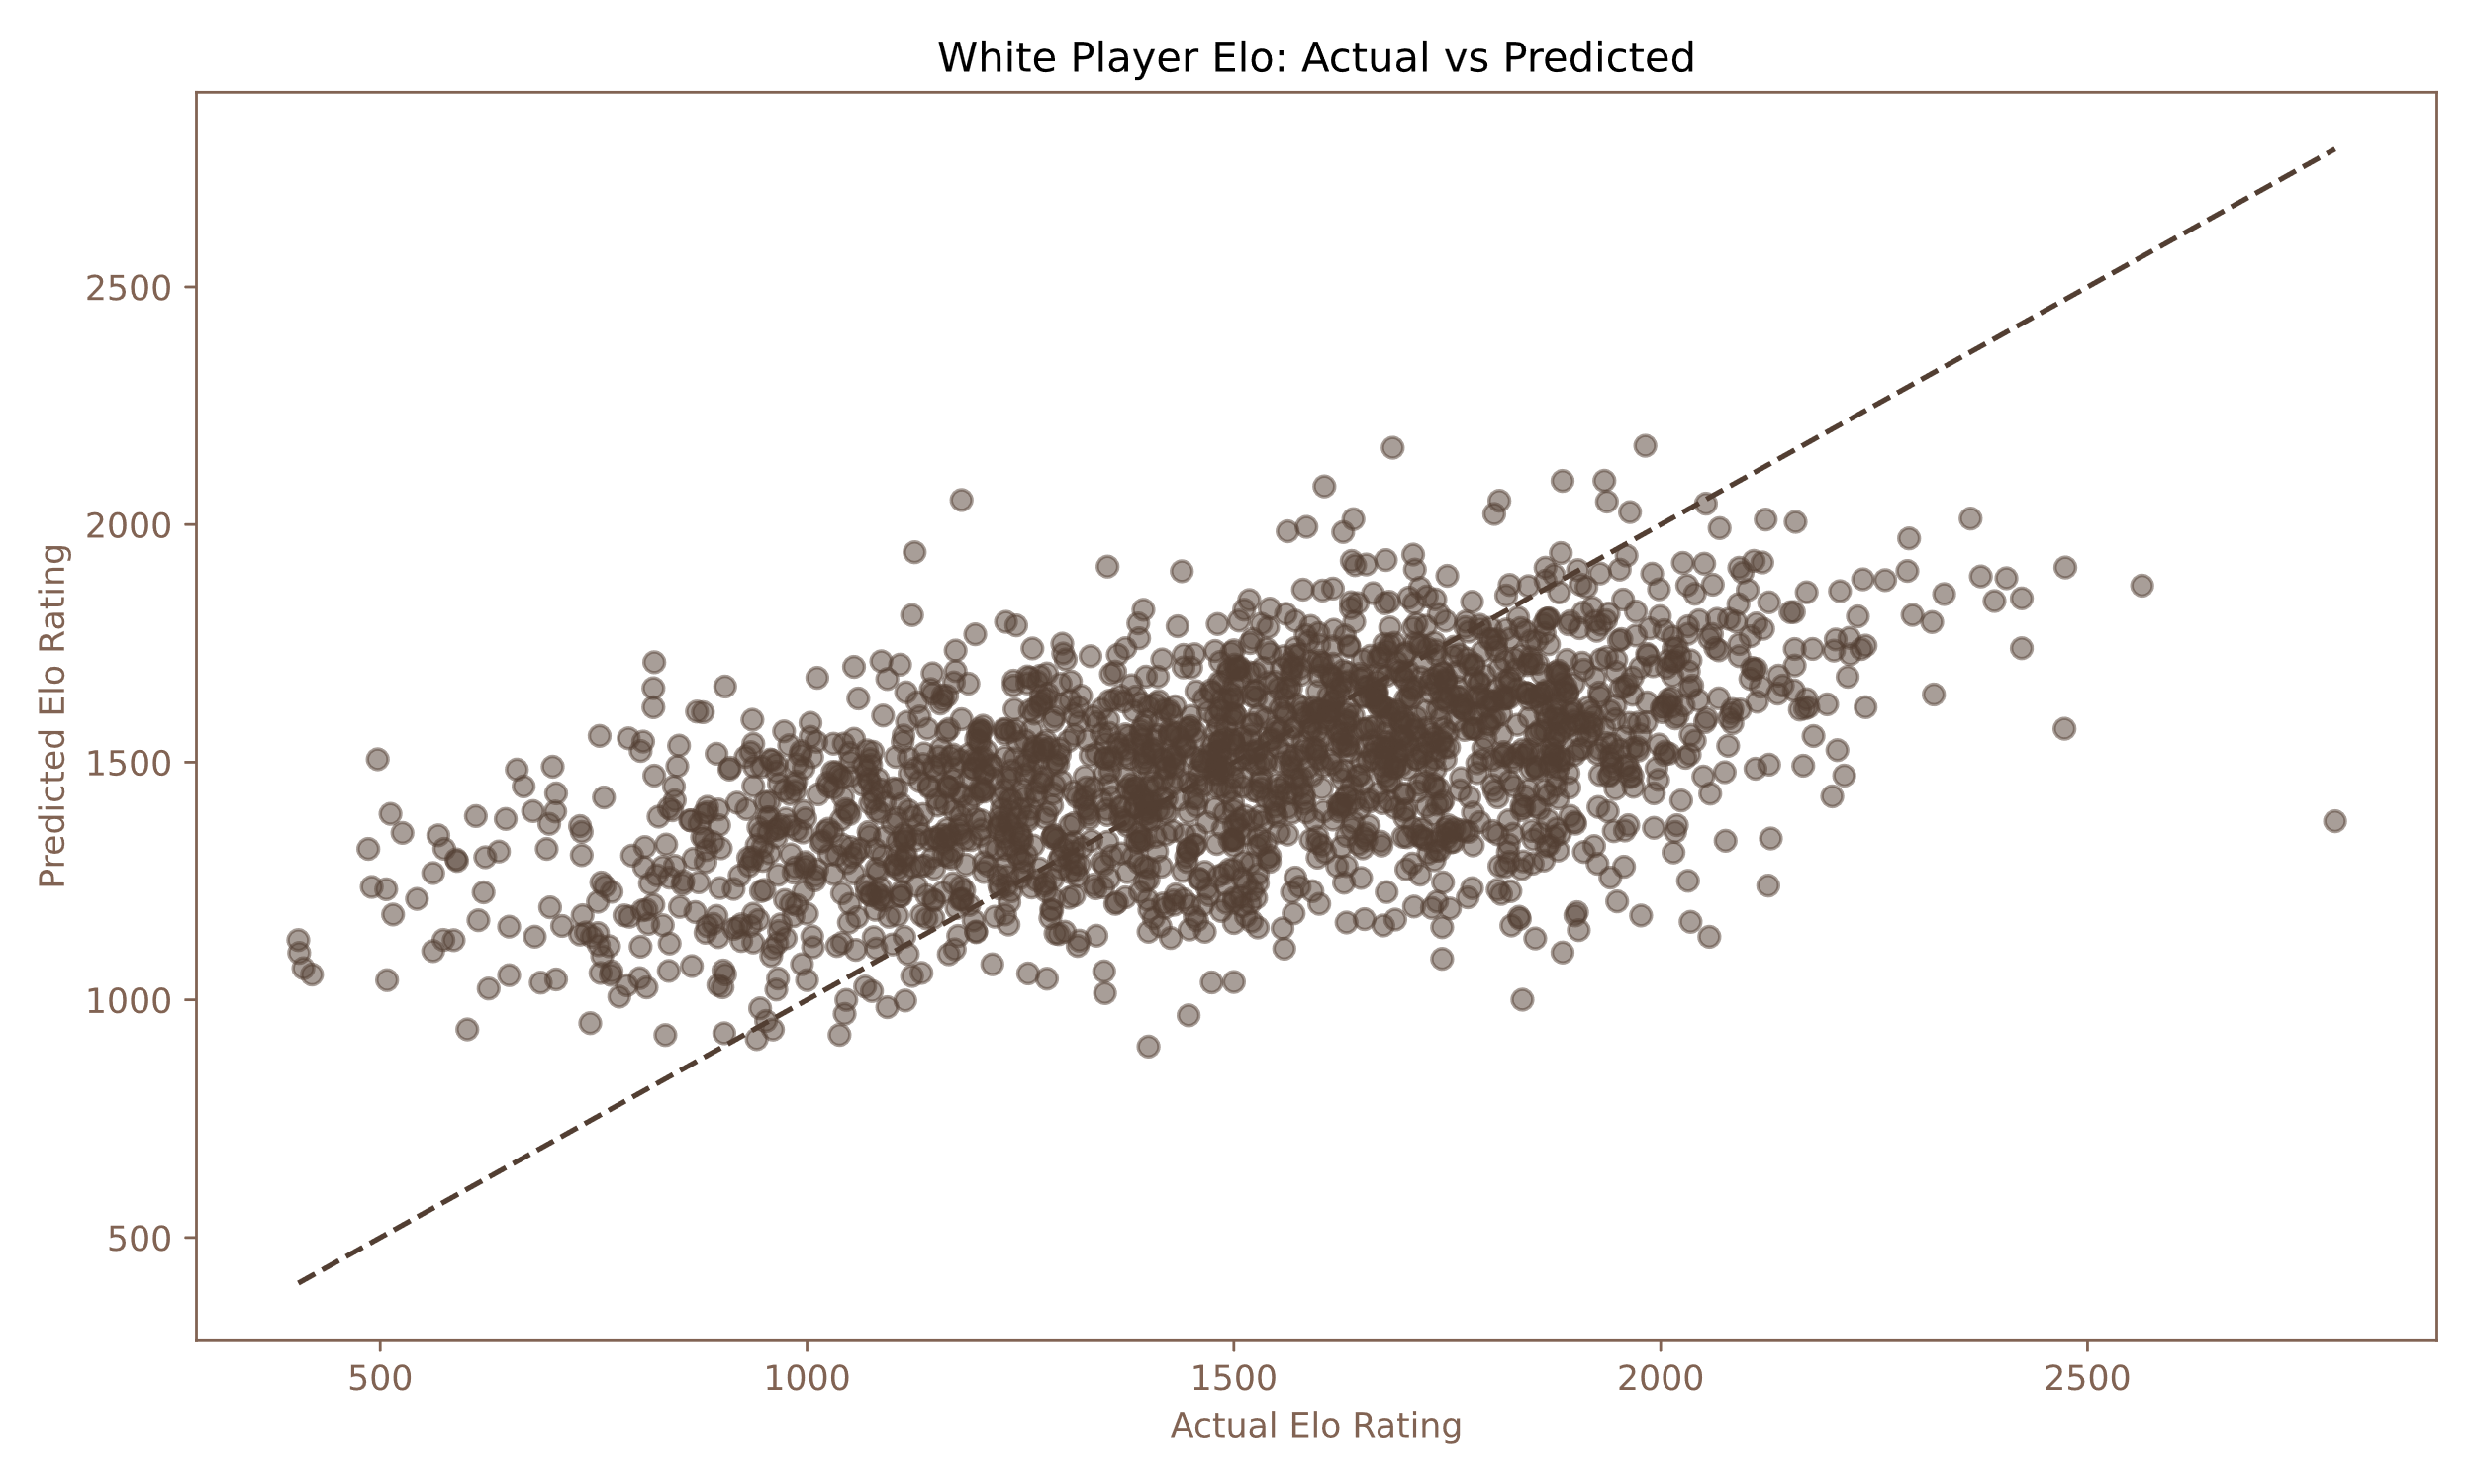 White Player Elo: Actual vs Predicted
Predicted Elo Rating
2500
2000
1500
1000
500
500 1000 1500 2000 2500
Actual Elo Rating